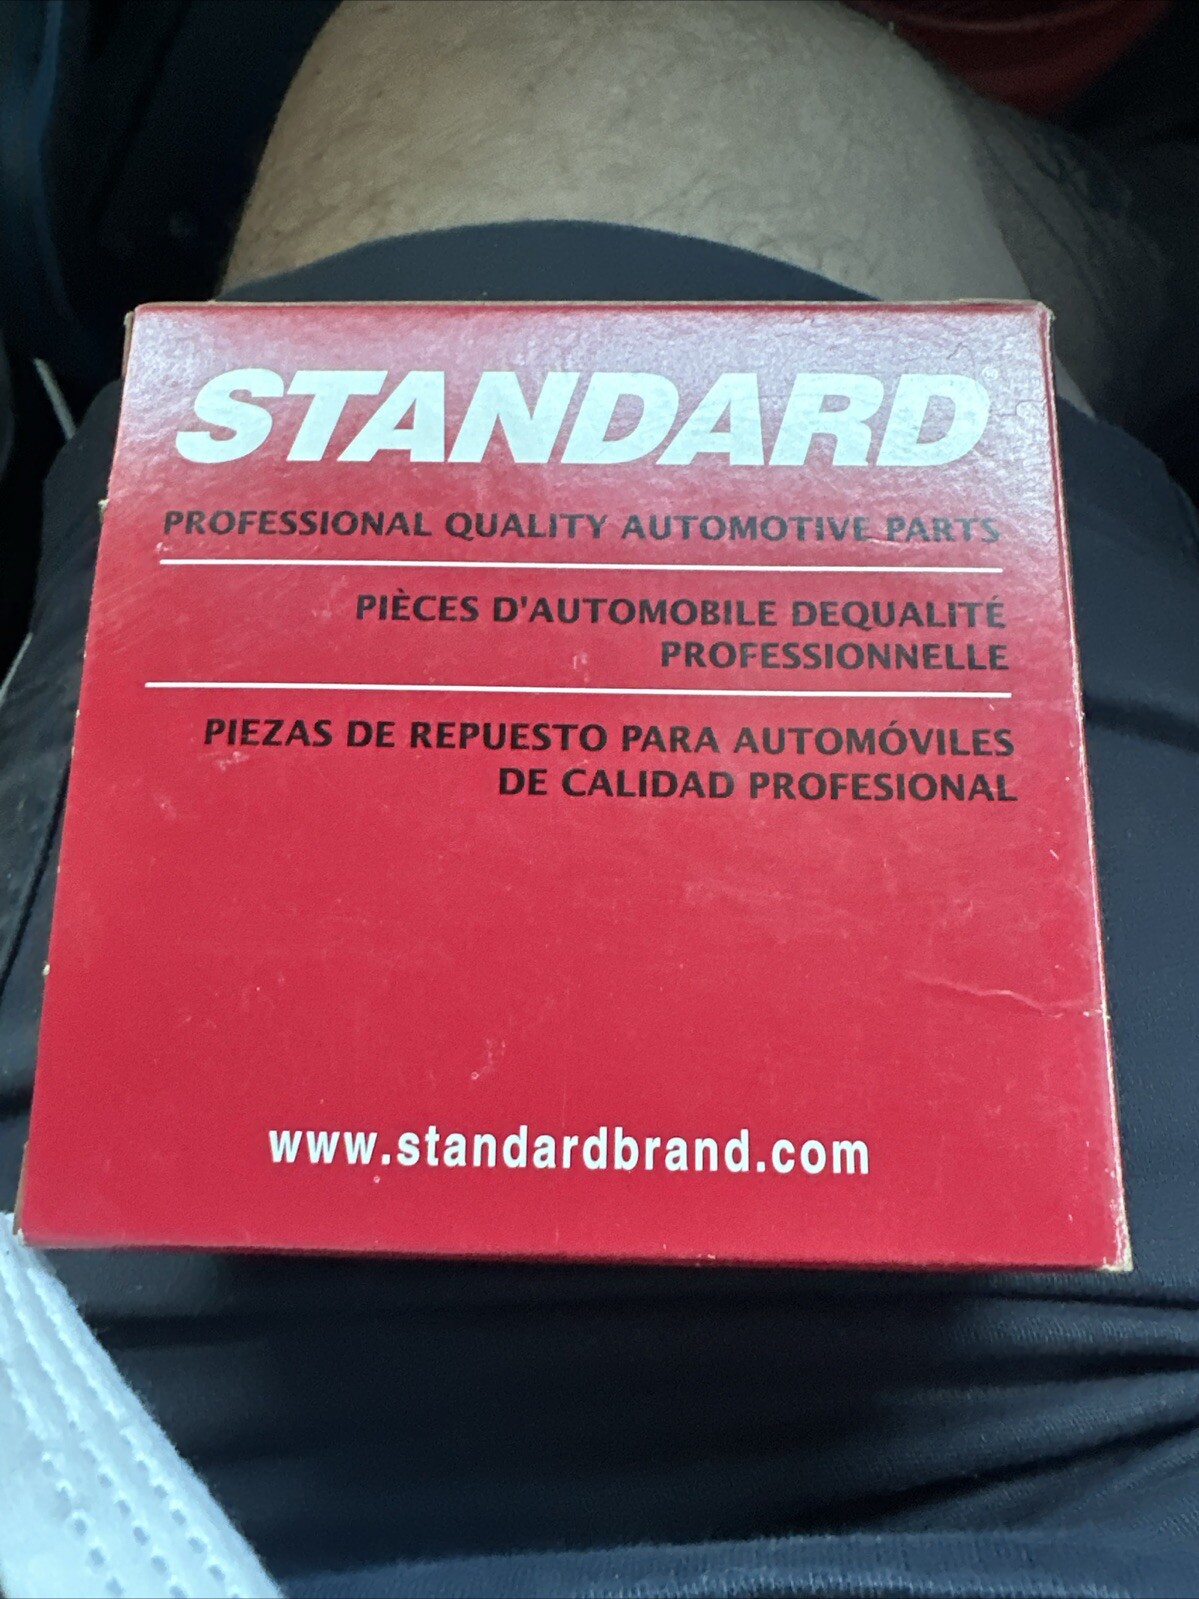 STANDARD®
PROFESSIONAL QUALITY AUTOMOTIVE PARTS
PIÈCES D'AUTOMOBILE DEQUALITÉ
PROFESSIONNELLE
PIEZAS DE REPUESTO PARA AUTOMÓVILES
DE CALIDAD PROFESIONAL
www.standardbrand.com